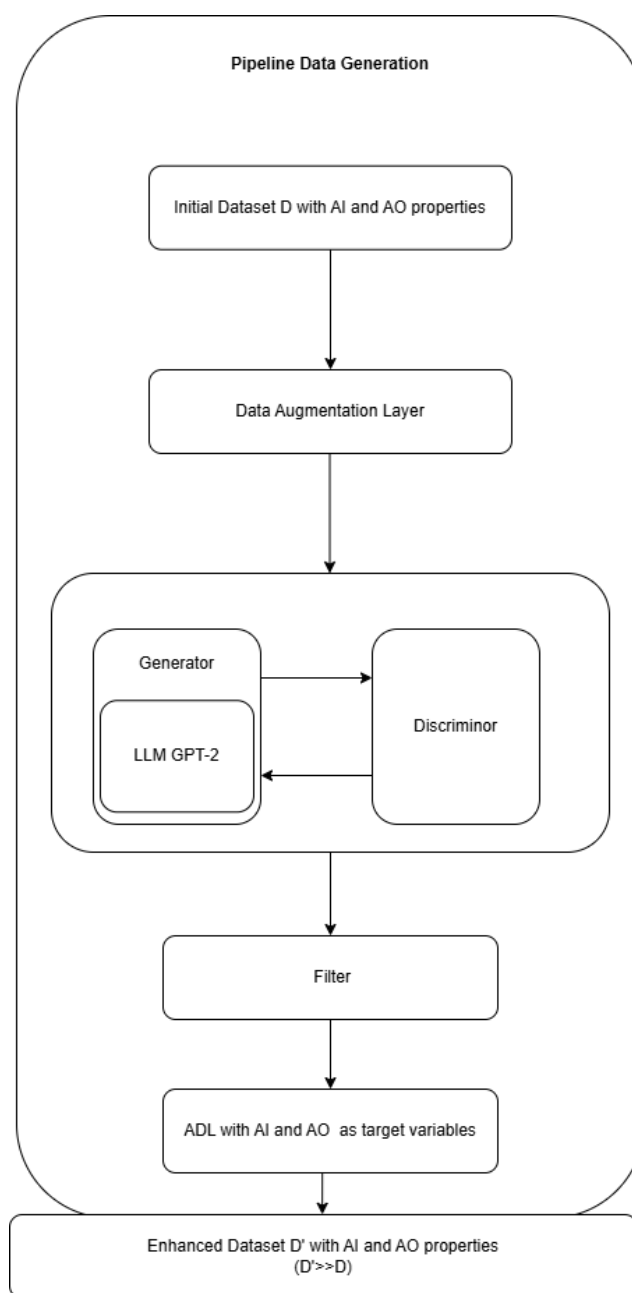 Pipeline Data Generation
Initial Dataset D with AI and AO properties
Data Augmentation Layer
Generator
LLM GPT-2
Discriminor
Filter
ADL with AI and AO as target variables
Enhanced Dataset D' with AI and AO properties
(D'>>D)